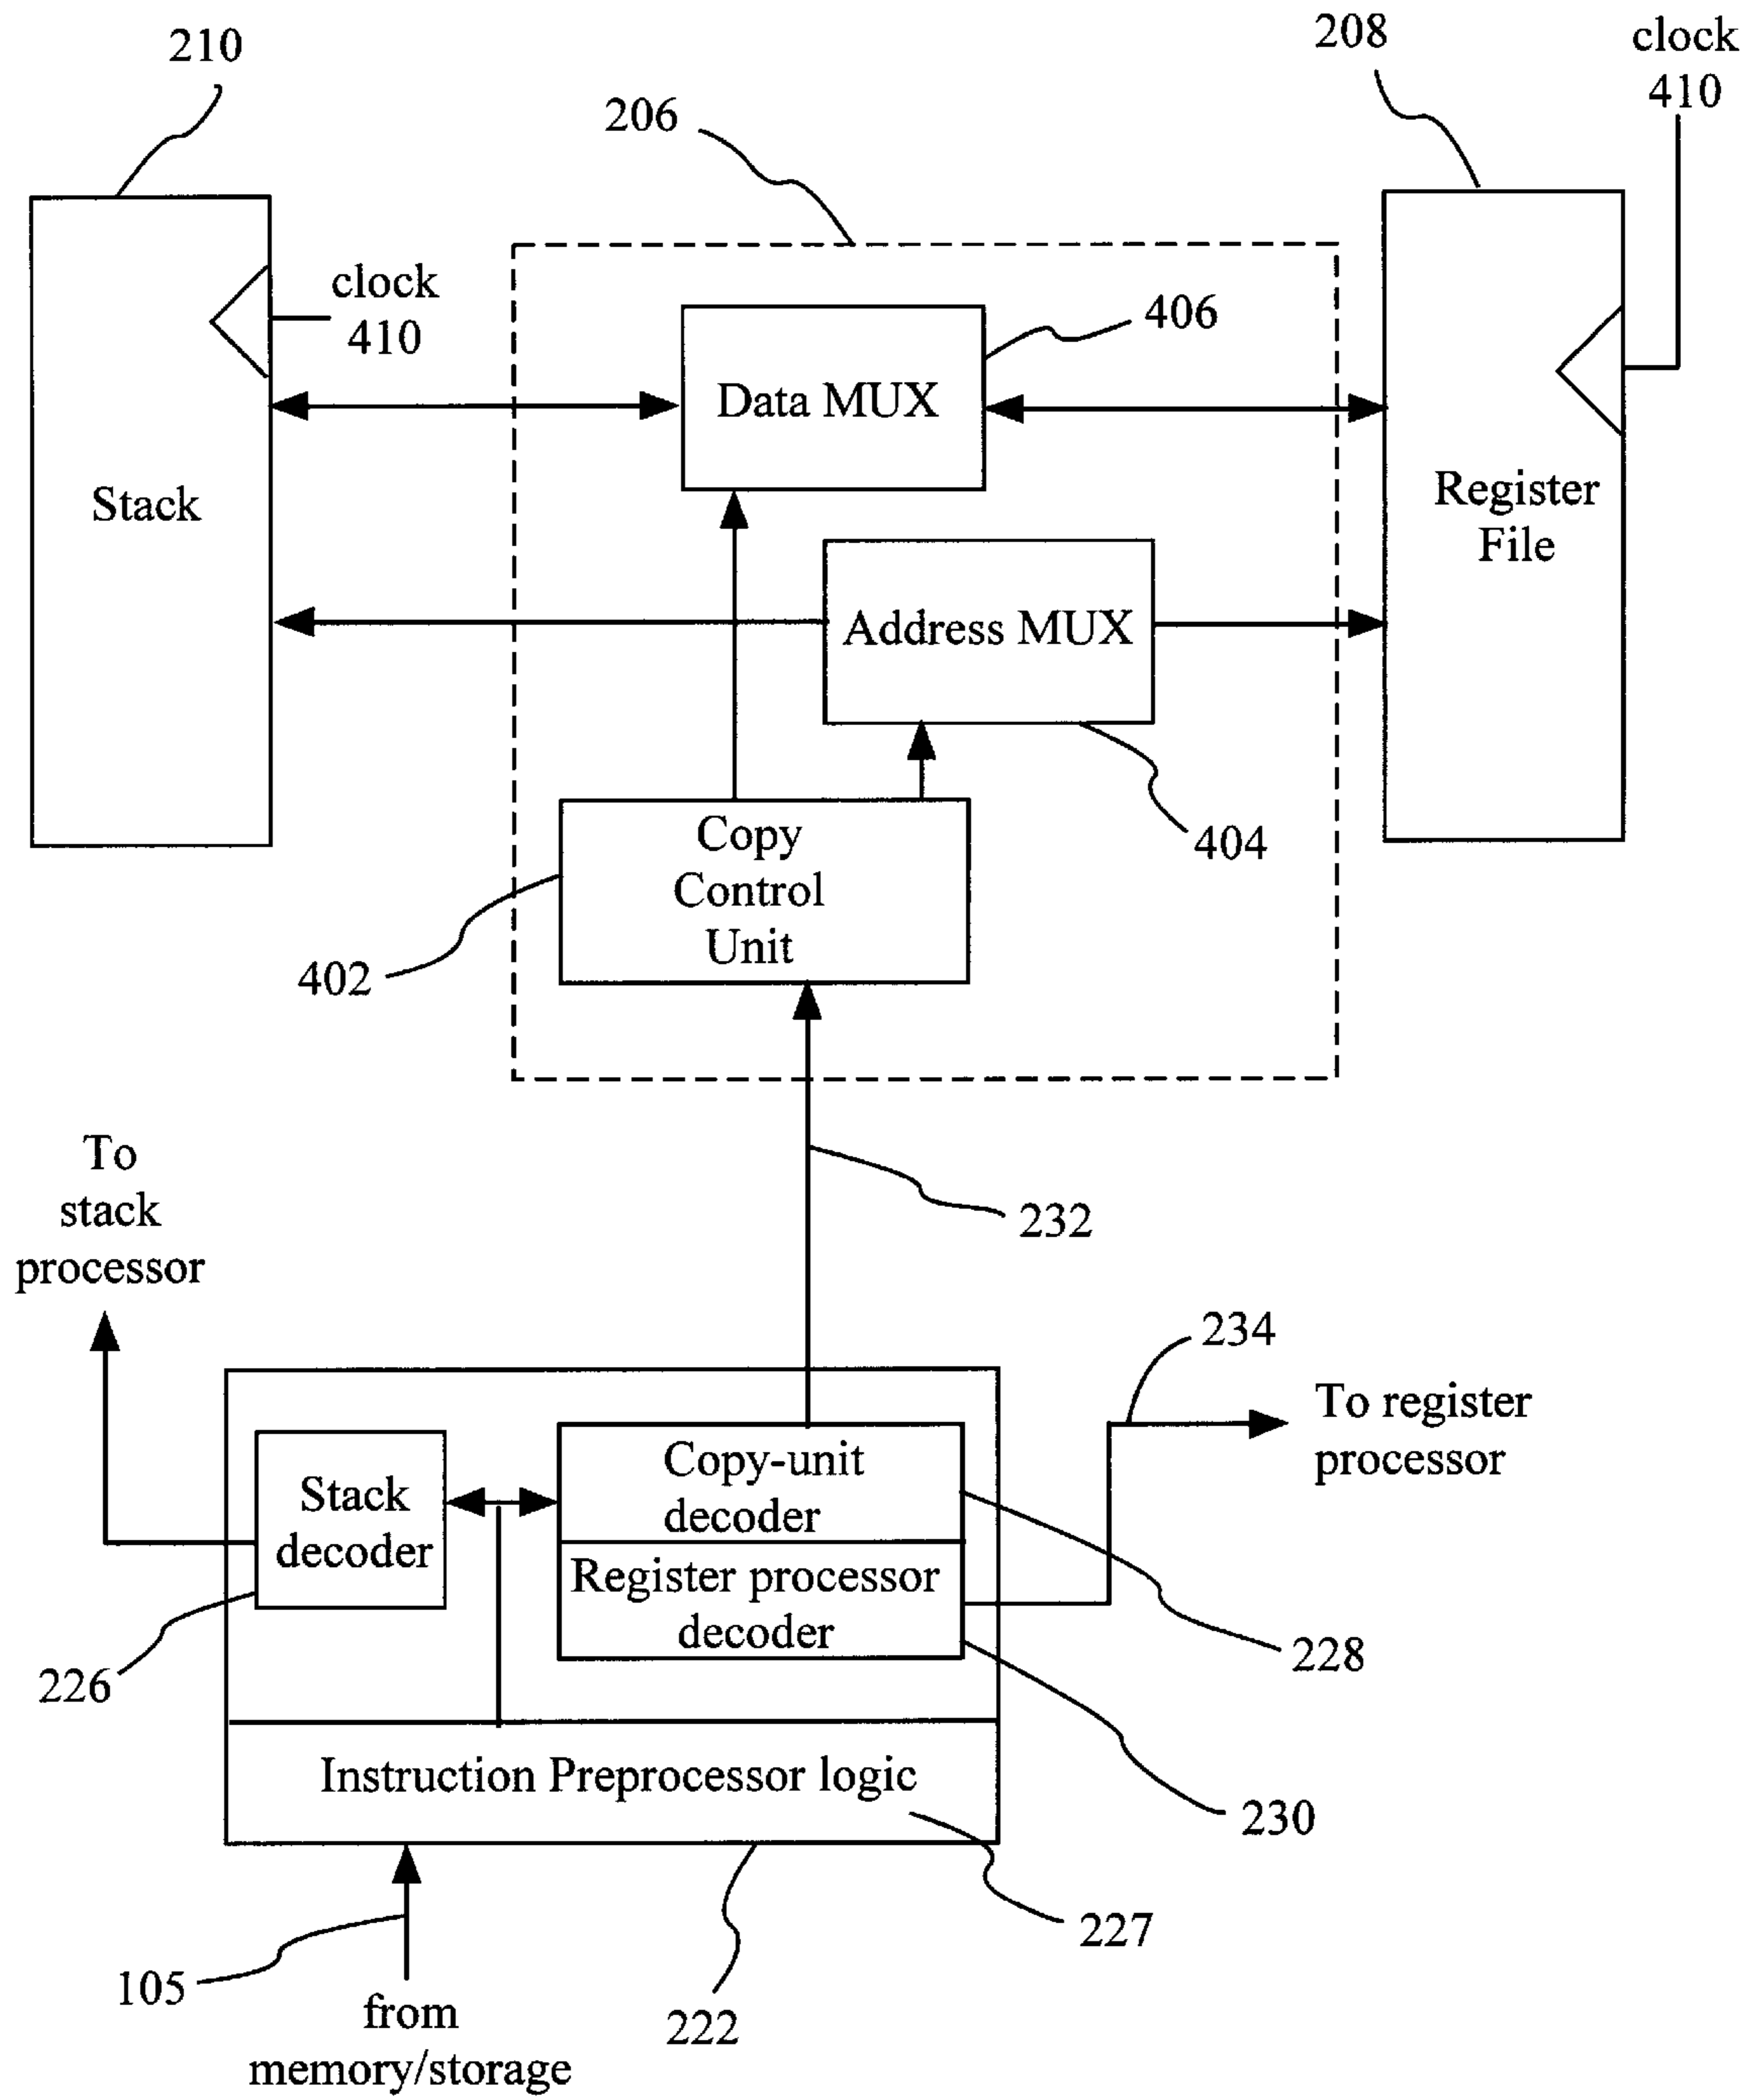 210
208
clock
410
206
clock
410
406
Data MUX
Stack
Register
File
Address MUX
404
Copy
Control
Unit
402
To
stack
processor
232
234
To register
processor
Stack
decoder
Copy-unit
decoder
Register processor
decoder
226
228
Instruction Preprocessor logic
230
227
105
222
from
memory/storage